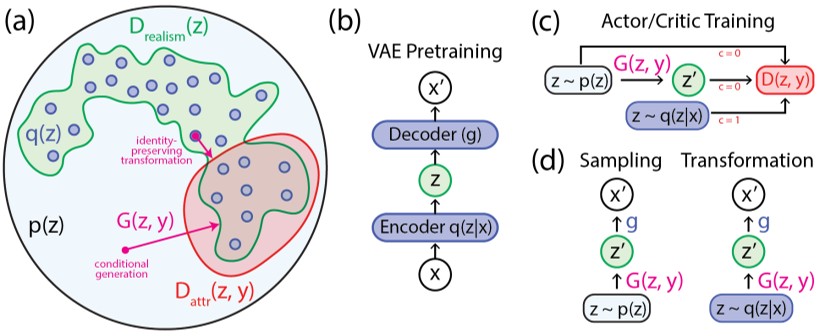 (a)
D_realism(z)
q(z)
identity-
preserving
transformation
p(z)
G(z, y)
conditional
generation
D_attr(z, y)
(b)
VAE Pretraining
x′
Decoder (g)
z
Encoder q(z|x)
x
(c)
Actor/Critic Training
c = 0
z ~ p(z)
G(z, y)
z′
c = 0
D(z, y)
z ~ q(z|x)
c = 1
(d)
Sampling
x′
g
z′
G(z, y)
z ~ p(z)
Transformation
x′
g
z′
G(z, y)
z ~ q(z|x)